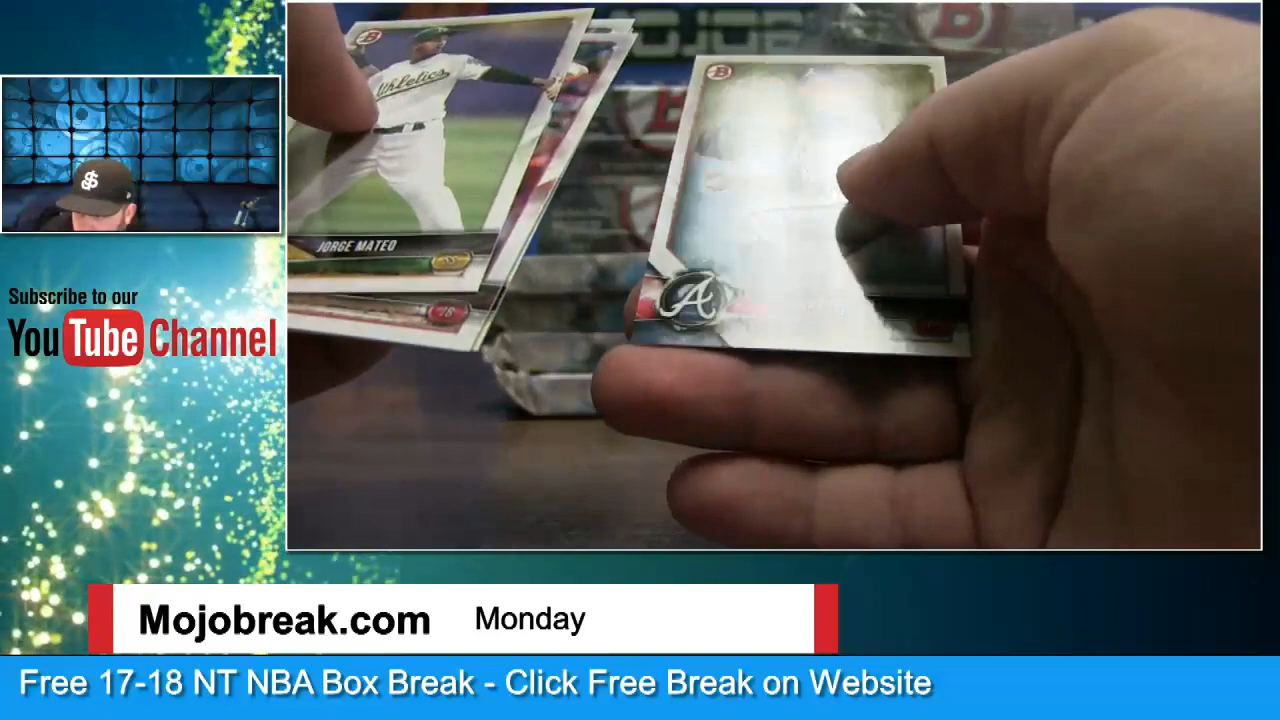 MOJOB
B
B
Athletics
JORGE MATEO
B
A
Subscribe to our
YouTube Channel
Mojobreak.com Monday
Free 17-18 NT NBA Box Break - Click Free Break on Website